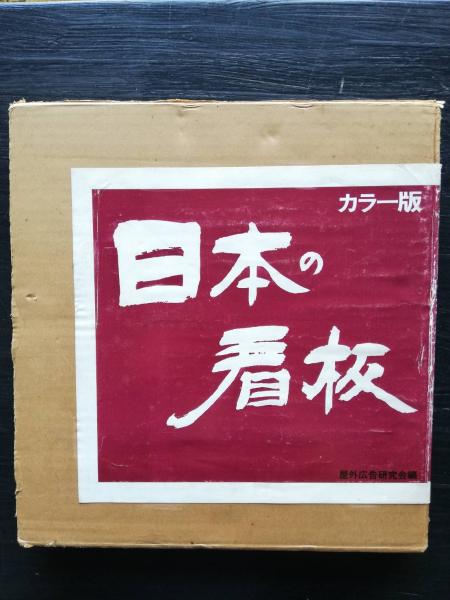 カラー版
日本の
看板
屋外広告研究会編